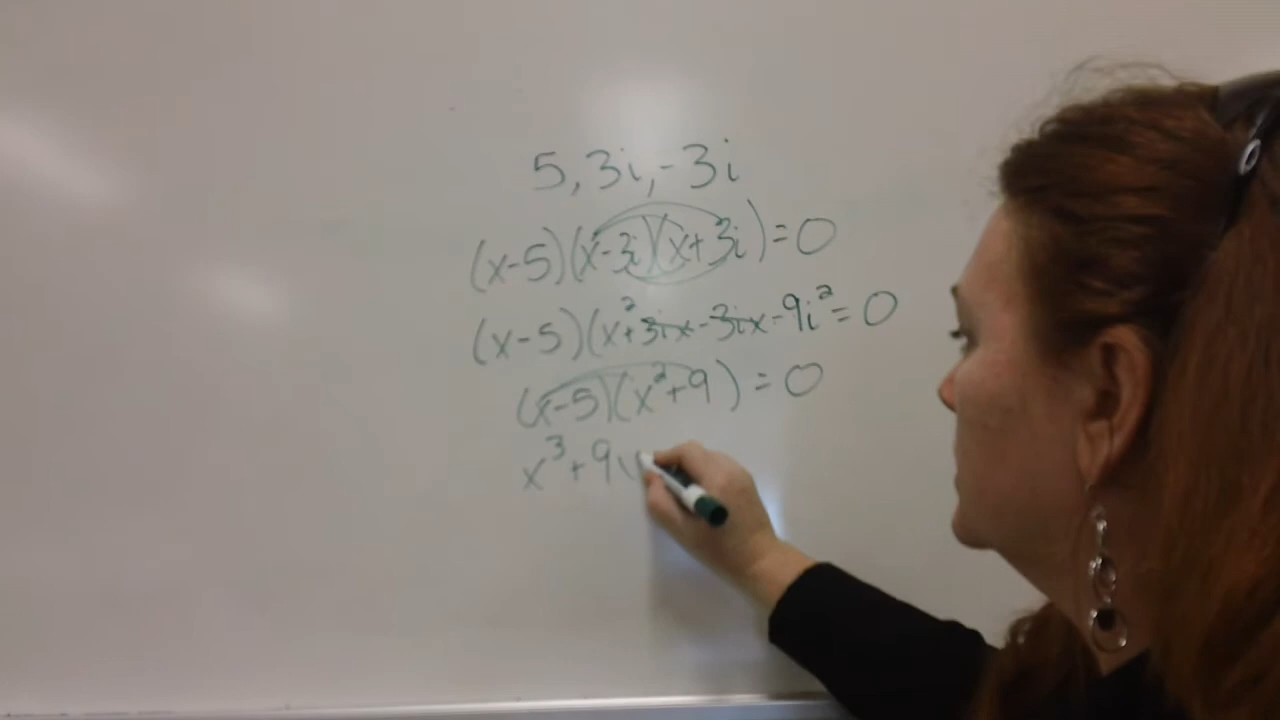 5, 3i, -3i
(x-5)(x-3i)(x+3i)=0
(x-5)(x²+3ix-3ix-9i²=0
(x-5)(x²+9)=0
x³+9